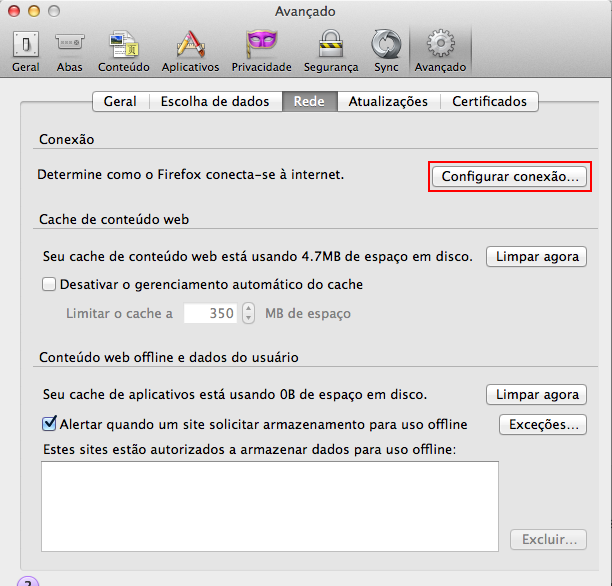 Avançado
Geral Abas Conteúdo Aplicativos Privacidade Segurança Sync Avançado
Geral Escolha de dados Rede Atualizações Certificados
Conexão
Determine como o Firefox conecta-se à internet. Configurar conexão...
Cache de conteúdo web
Seu cache de conteúdo web está usando 4.7MB de espaço em disco. Limpar agora
Desativar o gerenciamento automático do cache
Limitar o cache a 350 MB de espaço
Conteúdo web offline e dados do usuário
Seu cache de aplicativos está usando 0B de espaço em disco. Limpar agora
Alertar quando um site solicitar armazenamento para uso offline Exceções...
Estes sites estão autorizados a armazenar dados para uso offline:
Excluir...
?